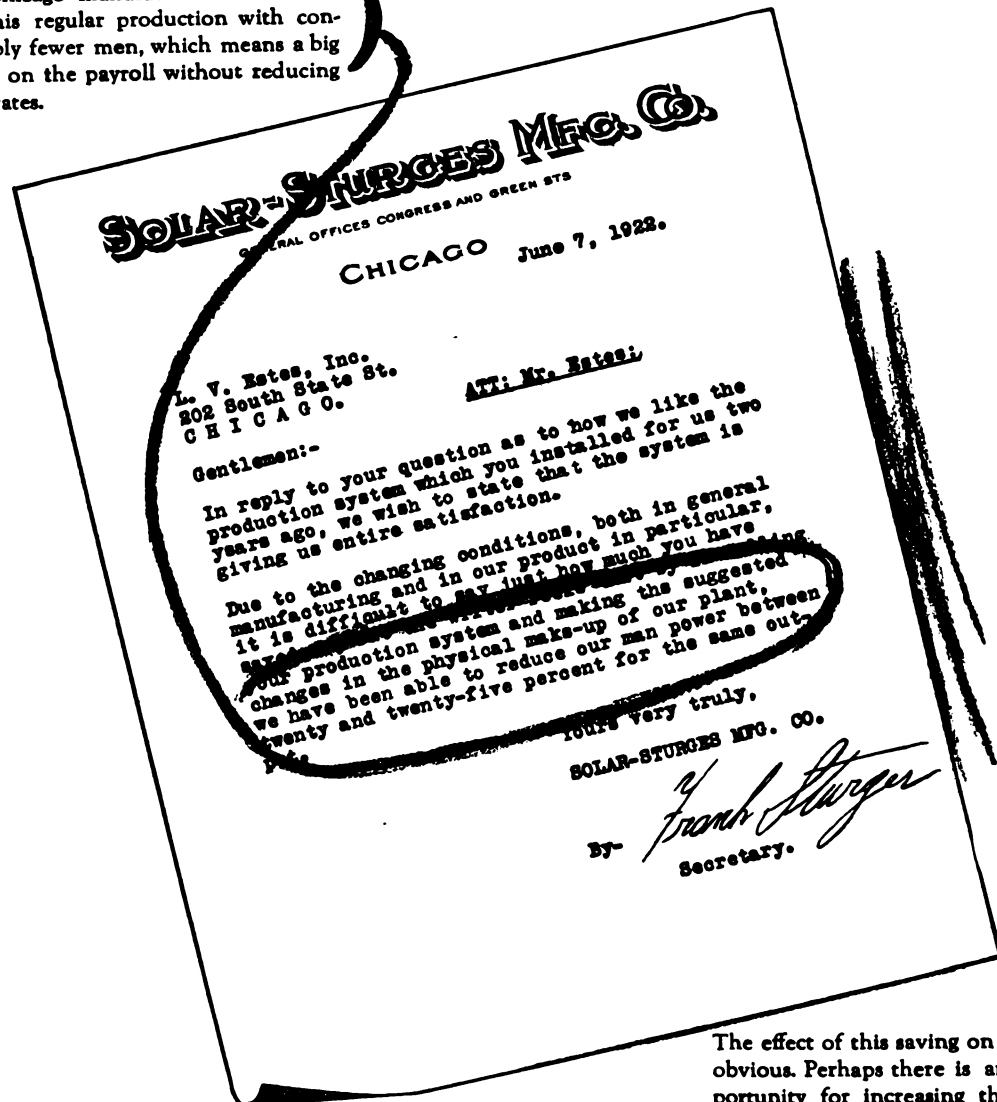 his regular production with con-
bly fewer men, which means a big
on the payroll without reducing
ates.
SOLAR-STURGES MFG. CO.
GENERAL OFFICES CONGRESS AND GREEN STS
CHICAGO June 7, 1922.
L. V. Estes, Inc.
202 South State St.
C H I C A G O.
ATT: Mr. Estes;
Gentlemen:-
In reply to your question as to how we like the
production system which you installed for us two
years ago, we wish to state that the system is
giving us entire satisfaction.
Due to the changing conditions, both in general
manufacturing and in our product in particular,
it is difficult to say just how much you have
our production system and making ths suggested
changes in the physical make-up of our plant,
we have been able to reduce our man power between
twenty and twenty-five percent for the same out-
put.
Yours very truly,
SOLAR-STURGES MFG. CO.
By- Frank Sturges
Secretary.
The effect of this saving on
obvious. Perhaps there is a
portunity for increasing th